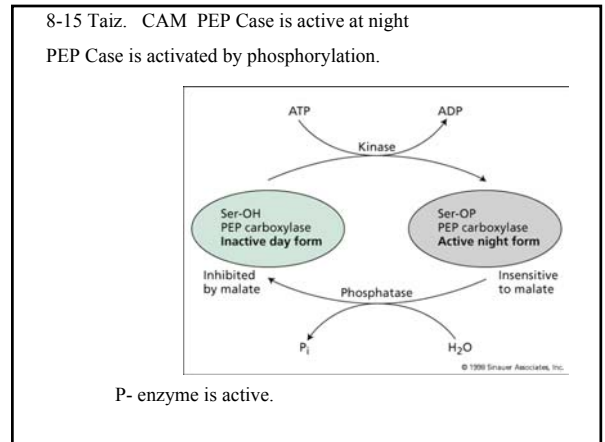 8-15 Taiz.   CAM  PEP Case is active at night
PEP Case is activated by phosphorylation.
ATP
ADP
Kinase
Ser-OH
PEP carboxylase
Inactive day form
Ser-OP
PEP carboxylase
Active night form
Inhibited
by malate
Insensitive
to malate
Phosphatase
Pi
H2O
© 1999 Sinauer Associates, Inc.
P- enzyme is active.